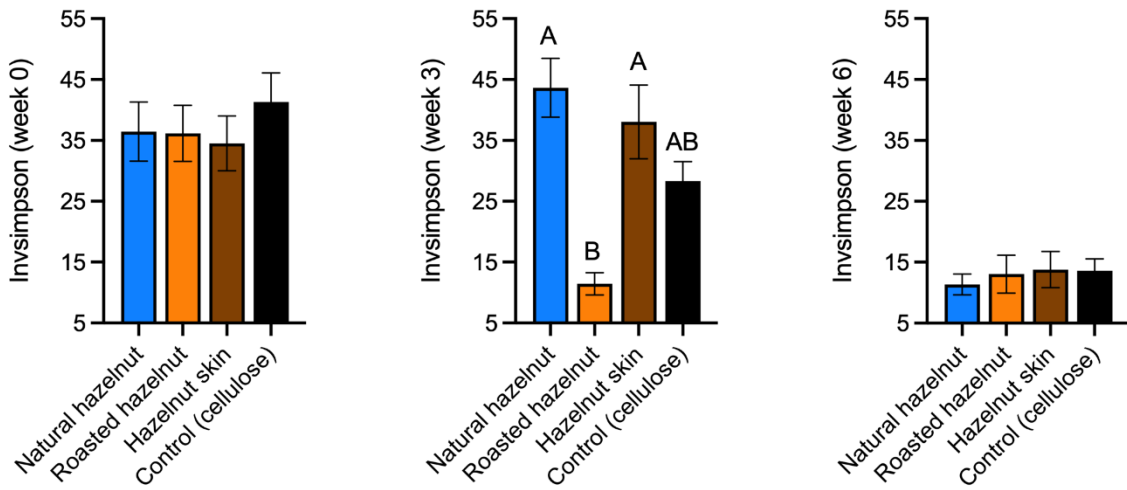 Invsimpson (week 0)
55
45
35
25
15
5
Natural hazelnut
Roasted hazelnut
Hazelnut skin
Control (cellulose)
Invsimpson (week 3)
55
45
35
25
15
5
A
B
A
AB
Natural hazelnut
Roasted hazelnut
Hazelnut skin
Control (cellulose)
Invsimpson (week 6)
55
45
35
25
15
5
Natural hazelnut
Roasted hazelnut
Hazelnut skin
Control (cellulose)